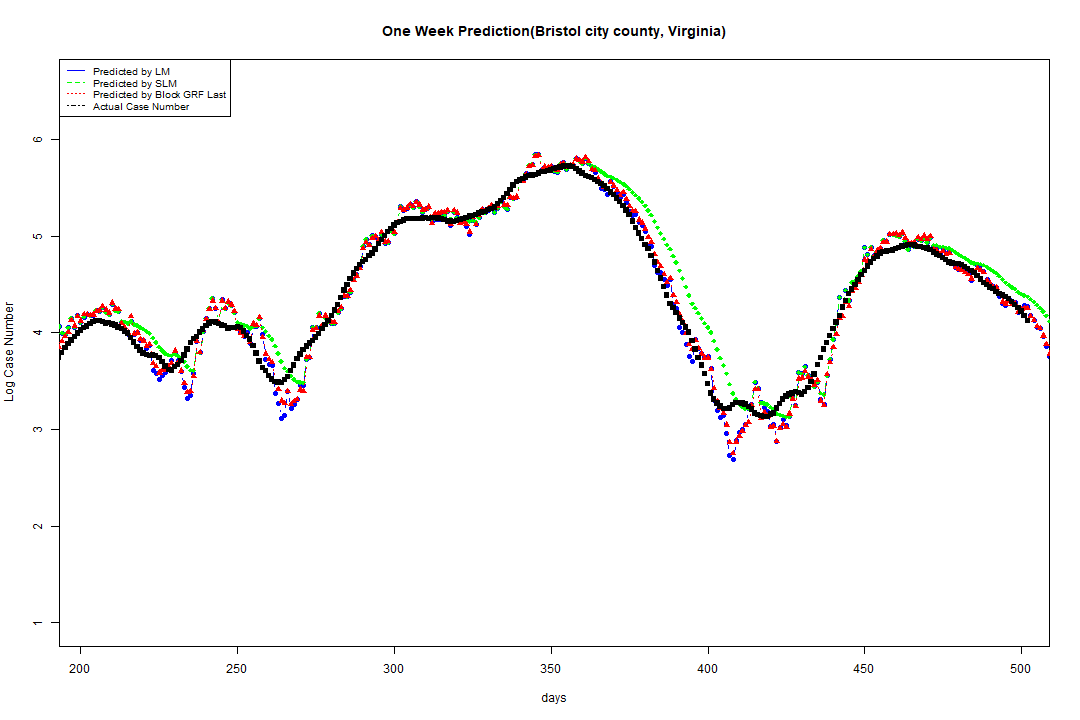 One Week Prediction(Bristol city county, Virginia)
Predicted by LM
Predicted by SLM
Predicted by Block GRF Last
Actual Case Number
6
5
4
3
2
1
Log Case Number
200 250 300 350 400 450 500
days